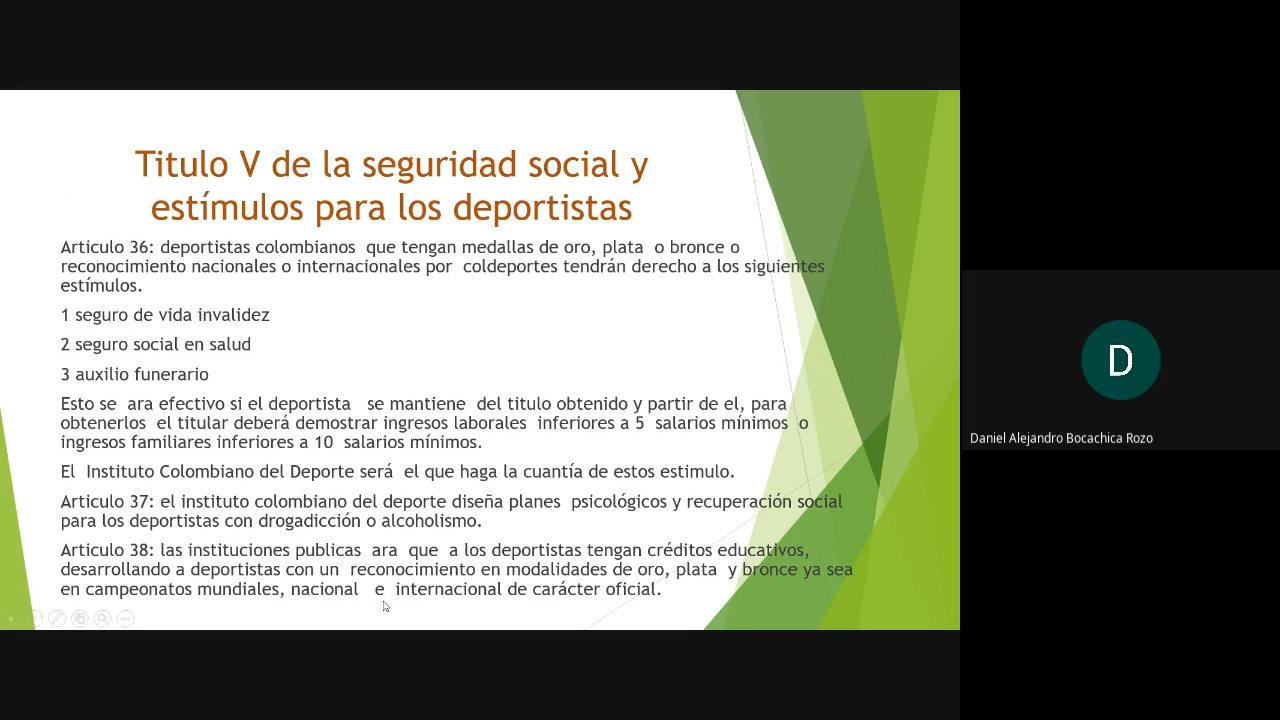 Titulo V de la seguridad social y
estímulos para los deportistas
Articulo 36: deportistas colombianos que tengan medallas de oro, plata o bronce o
reconocimiento nacionales o internacionales por coldeportes tendrán derecho a los siguientes
estímulos.
1 seguro de vida invalidez
2 seguro social en salud
3 auxilio funerario
Esto se ara efectivo si el deportista se mantiene del titulo obtenido y partir de el, para
obtenerlos el titular deberá demostrar ingresos laborales inferiores a 5 salarios mínimos o
ingresos familiares inferiores a 10 salarios mínimos.
El Instituto Colombiano del Deporte será el que haga la cuantía de estos estimulo.
Articulo 37: el instituto colombiano del deporte diseña planes psicológicos y recuperación social
para los deportistas con drogadicción o alcoholismo.
Articulo 38: las instituciones publicas ara que a los deportistas tengan créditos educativos,
desarrollando a deportistas con un reconocimiento en modalidades de oro, plata y bronce ya sea
en campeonatos mundiales, nacional e internacional de carácter oficial.
D
Daniel Alejandro Bocachica Rozo